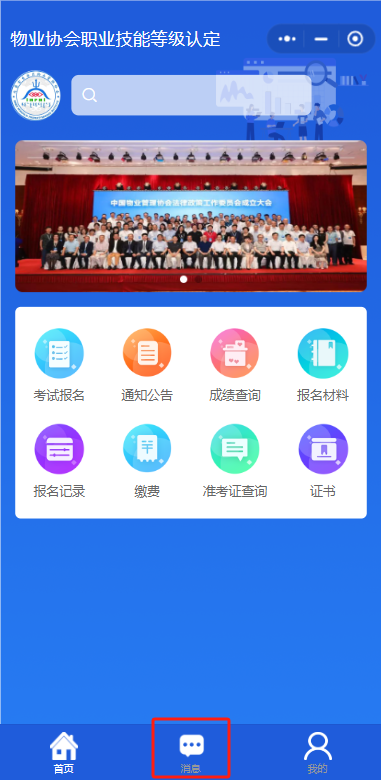 物业协会职业技能等级认定
中国物业管理协会法律政策工作委员会成立大会
考试报名
通知公告
成绩查询
报名材料
报名记录
缴费
准考证查询
证书
首页
消息
我的